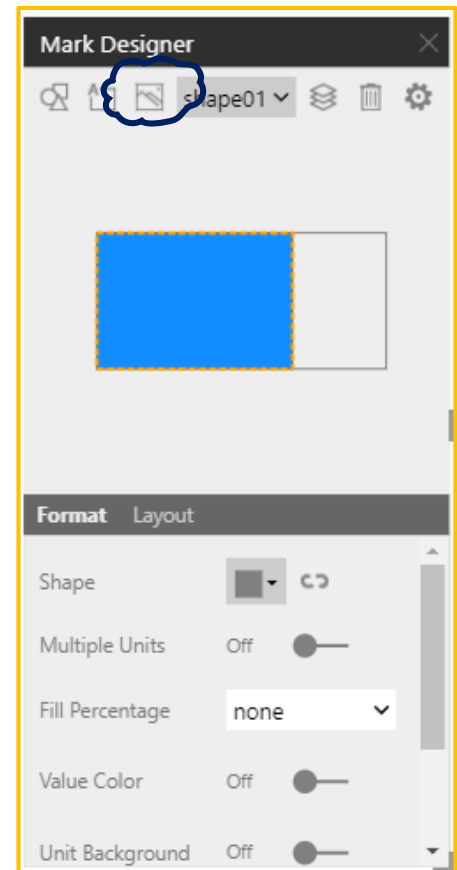 Mark Designer
shape01
Format Layout
Shape
Multiple Units Off
Fill Percentage none
Value Color Off
Unit Background Off